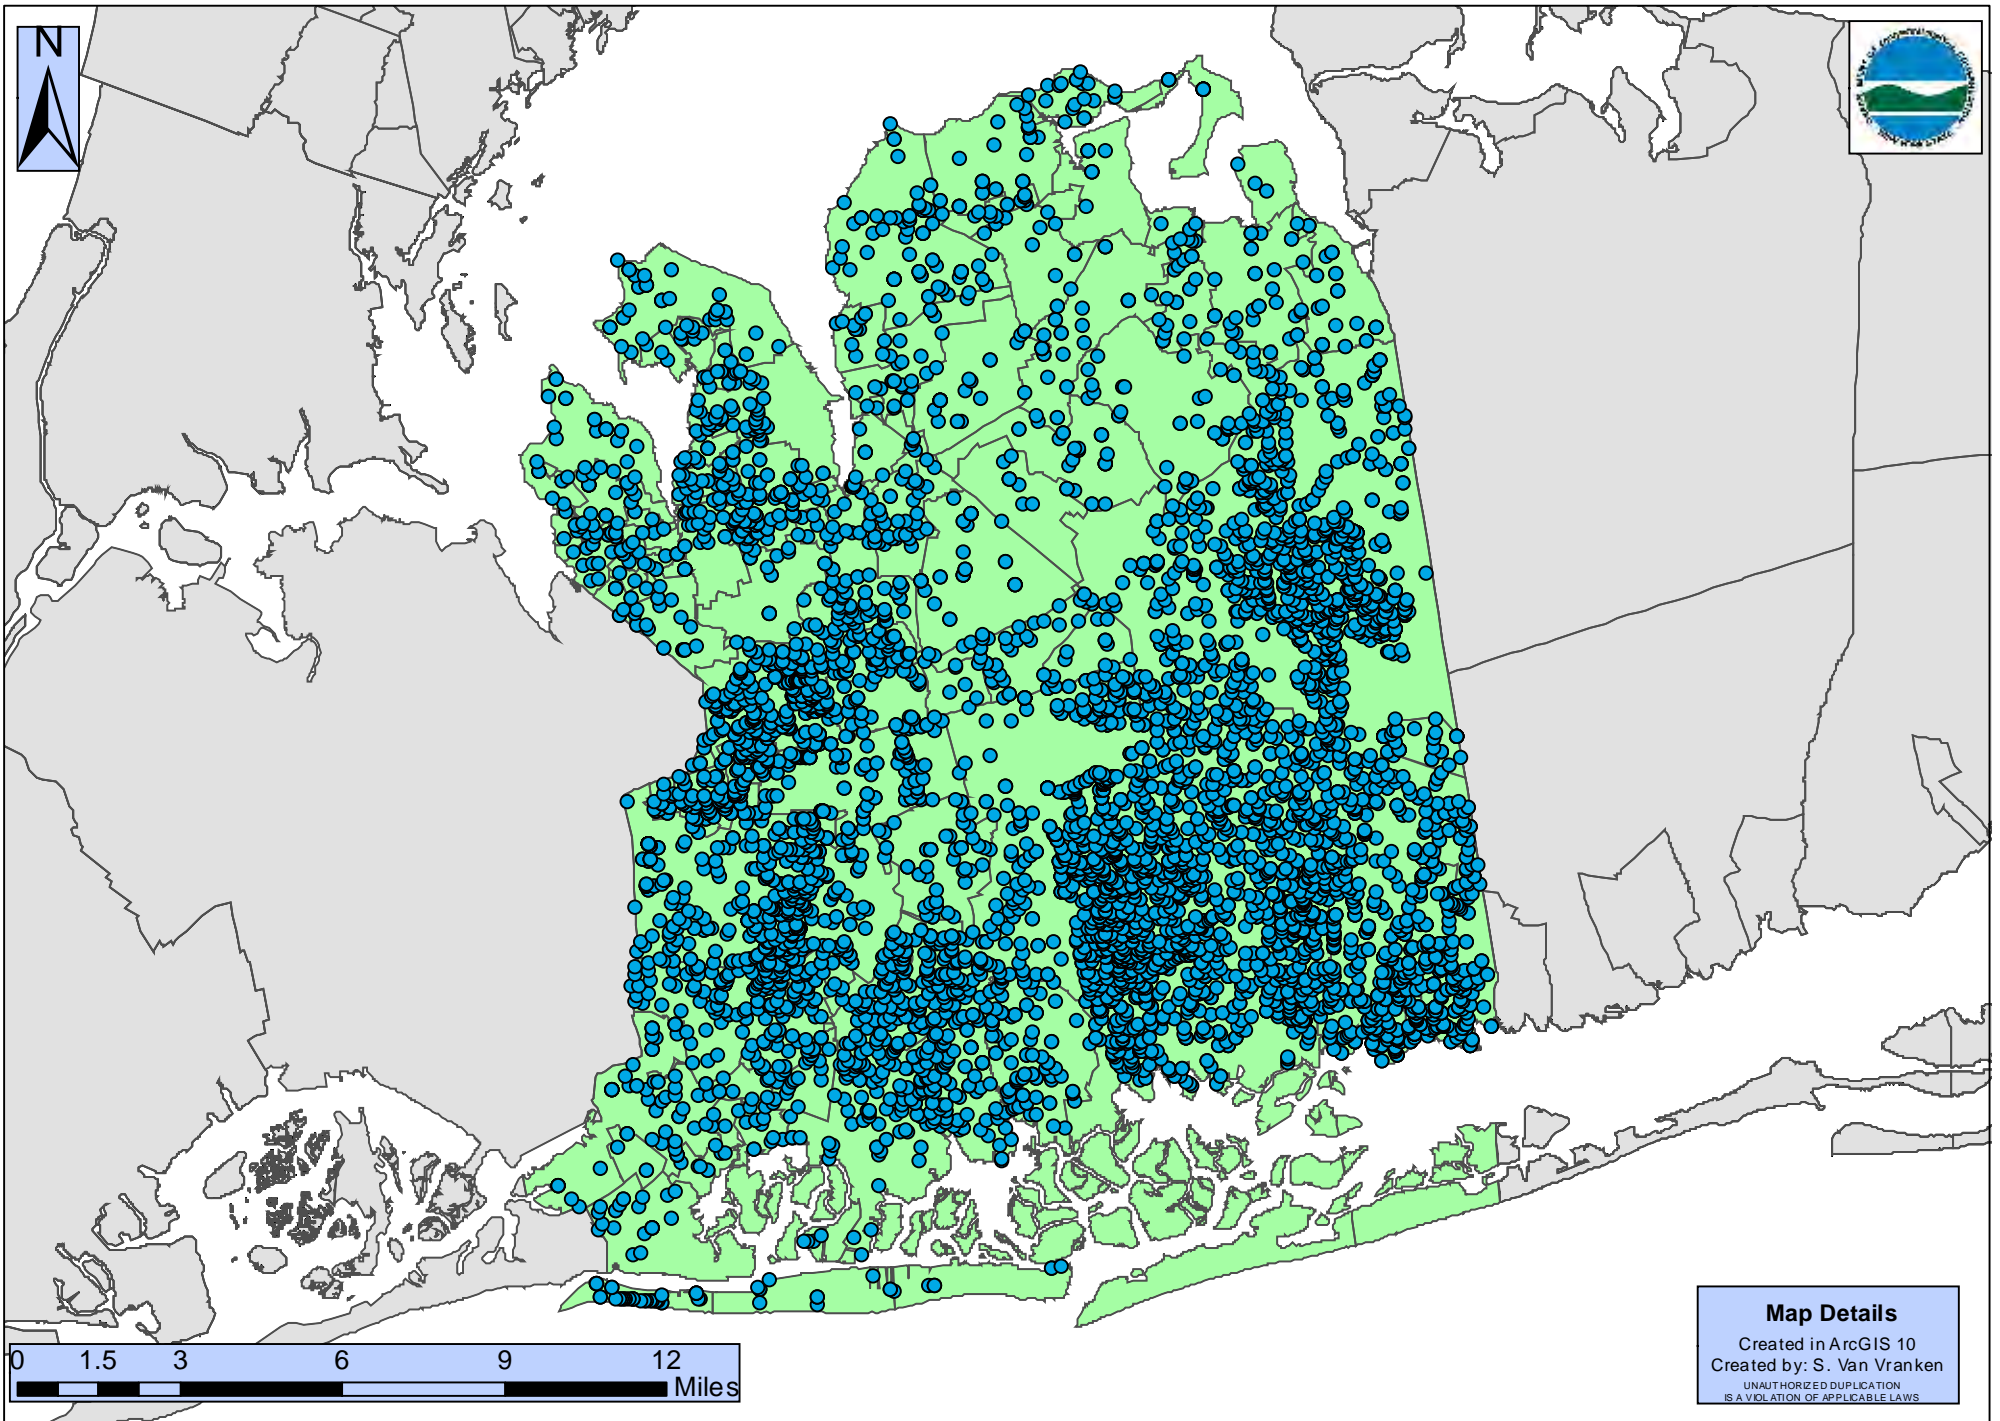 N
0 1.5 3 6 9 12
Miles
Map Details
Created in ArcGIS 10
Created by: S. Van Vranken
UNAUTHORIZED DUPLICATION
IS A VIOLATION OF APPLICABLE LAWS